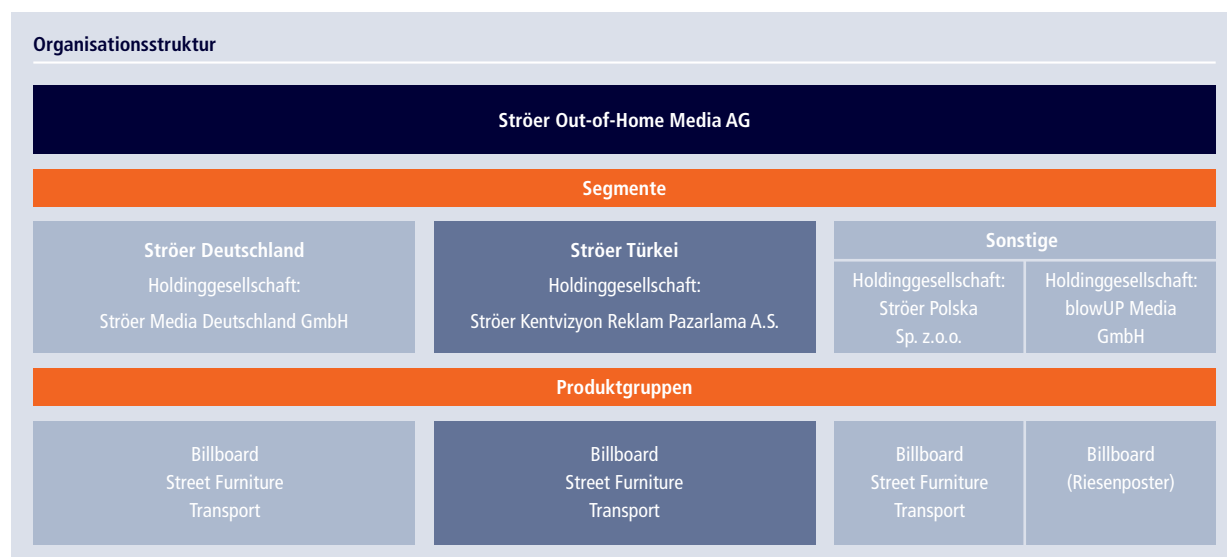 Organisationsstruktur
Ströer Out-of-Home Media AG
Segmente
Ströer Deutschland
Holdinggesellschaft:
Ströer Media Deutschland GmbH
Ströer Türkei
Holdinggesellschaft:
Ströer Kentvizyon Reklam Pazarlama A.S.
Sonstige
Holdinggesellschaft:
Ströer Polska
Sp. z.o.o.
Holdinggesellschaft:
blowUP Media
GmbH
Produktgruppen
Billboard
Street Furniture
Transport
Billboard
Street Furniture
Transport
Billboard
Street Furniture
Transport
Billboard
(Riesenposter)